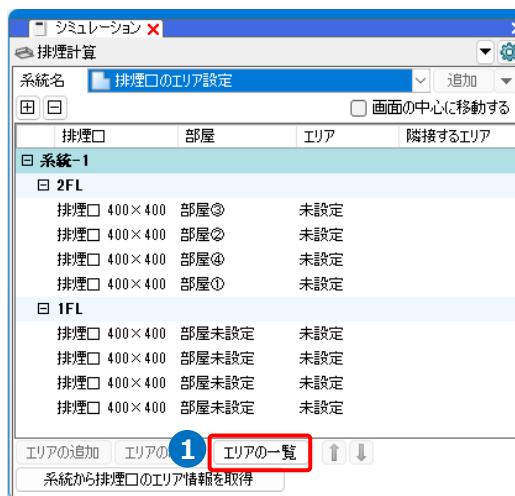 シミュレーション
排煙計算
系統名 排煙口のエリア設定 追加
画面の中心に移動する
排煙口 部屋 エリア 隣接するエリア
系統-1
2FL
排煙口 400×400 部屋③ 未設定
排煙口 400×400 部屋② 未設定
排煙口 400×400 部屋④ 未設定
排煙口 400×400 部屋① 未設定
1FL
排煙口 400×400 部屋未設定 未設定
排煙口 400×400 部屋未設定 未設定
排煙口 400×400 部屋未設定 未設定
排煙口 400×400 部屋未設定 未設定
エリアの追加 エリアの 1 エリアの一覧
系統から排煙口のエリア情報を取得